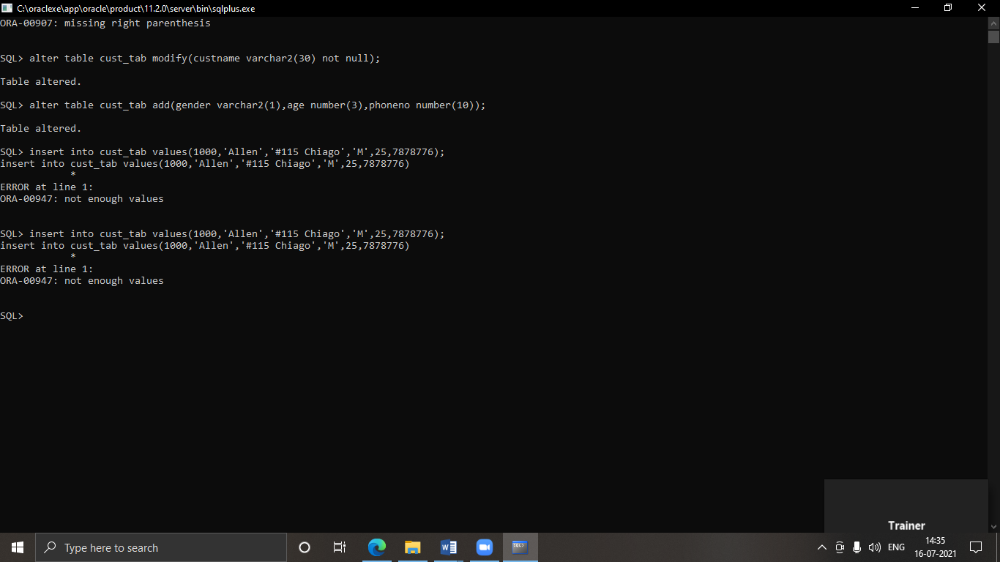 C:\oraclexe\app\oracle\product\11.2.0\server\bin\sqlplus.exe
ORA-00907: missing right parenthesis
SQL> alter table cust_tab modify(custname varchar2(30) not null);
Table altered.
SQL> alter table cust_tab add(gender varchar2(1),age number(3),phoneno number(10));
Table altered.
SQL> insert into cust_tab values(1000,'Allen','#115 Chiago','M',25,7878776);
insert into cust_tab values(1000,'Allen','#115 Chiago','M',25,7878776)
*
ERROR at line 1:
ORA-00947: not enough values
SQL> insert into cust_tab values(1000,'Allen','#115 Chiago','M',25,7878776);
insert into cust_tab values(1000,'Allen','#115 Chiago','M',25,7878776)
*
ERROR at line 1:
ORA-00947: not enough values
SQL>
Trainer
Type here to search
ENG
14:35
16-07-2021